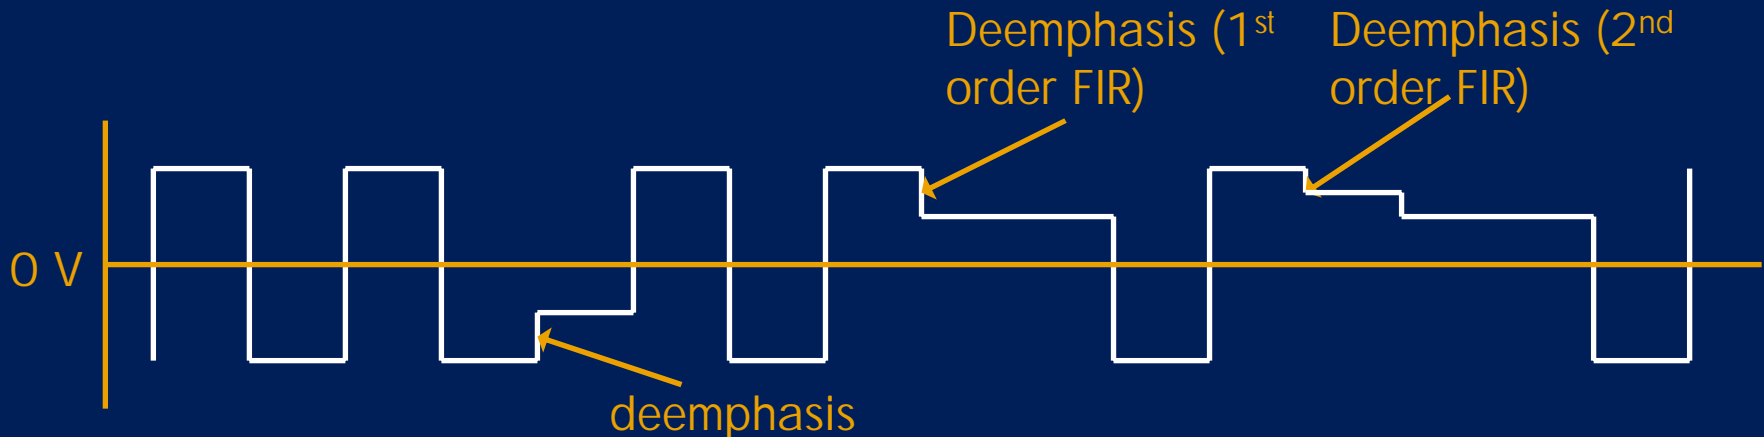 Deemphasis (1st
order FIR)
Deemphasis (2nd
order FIR)
0 V
deemphasis